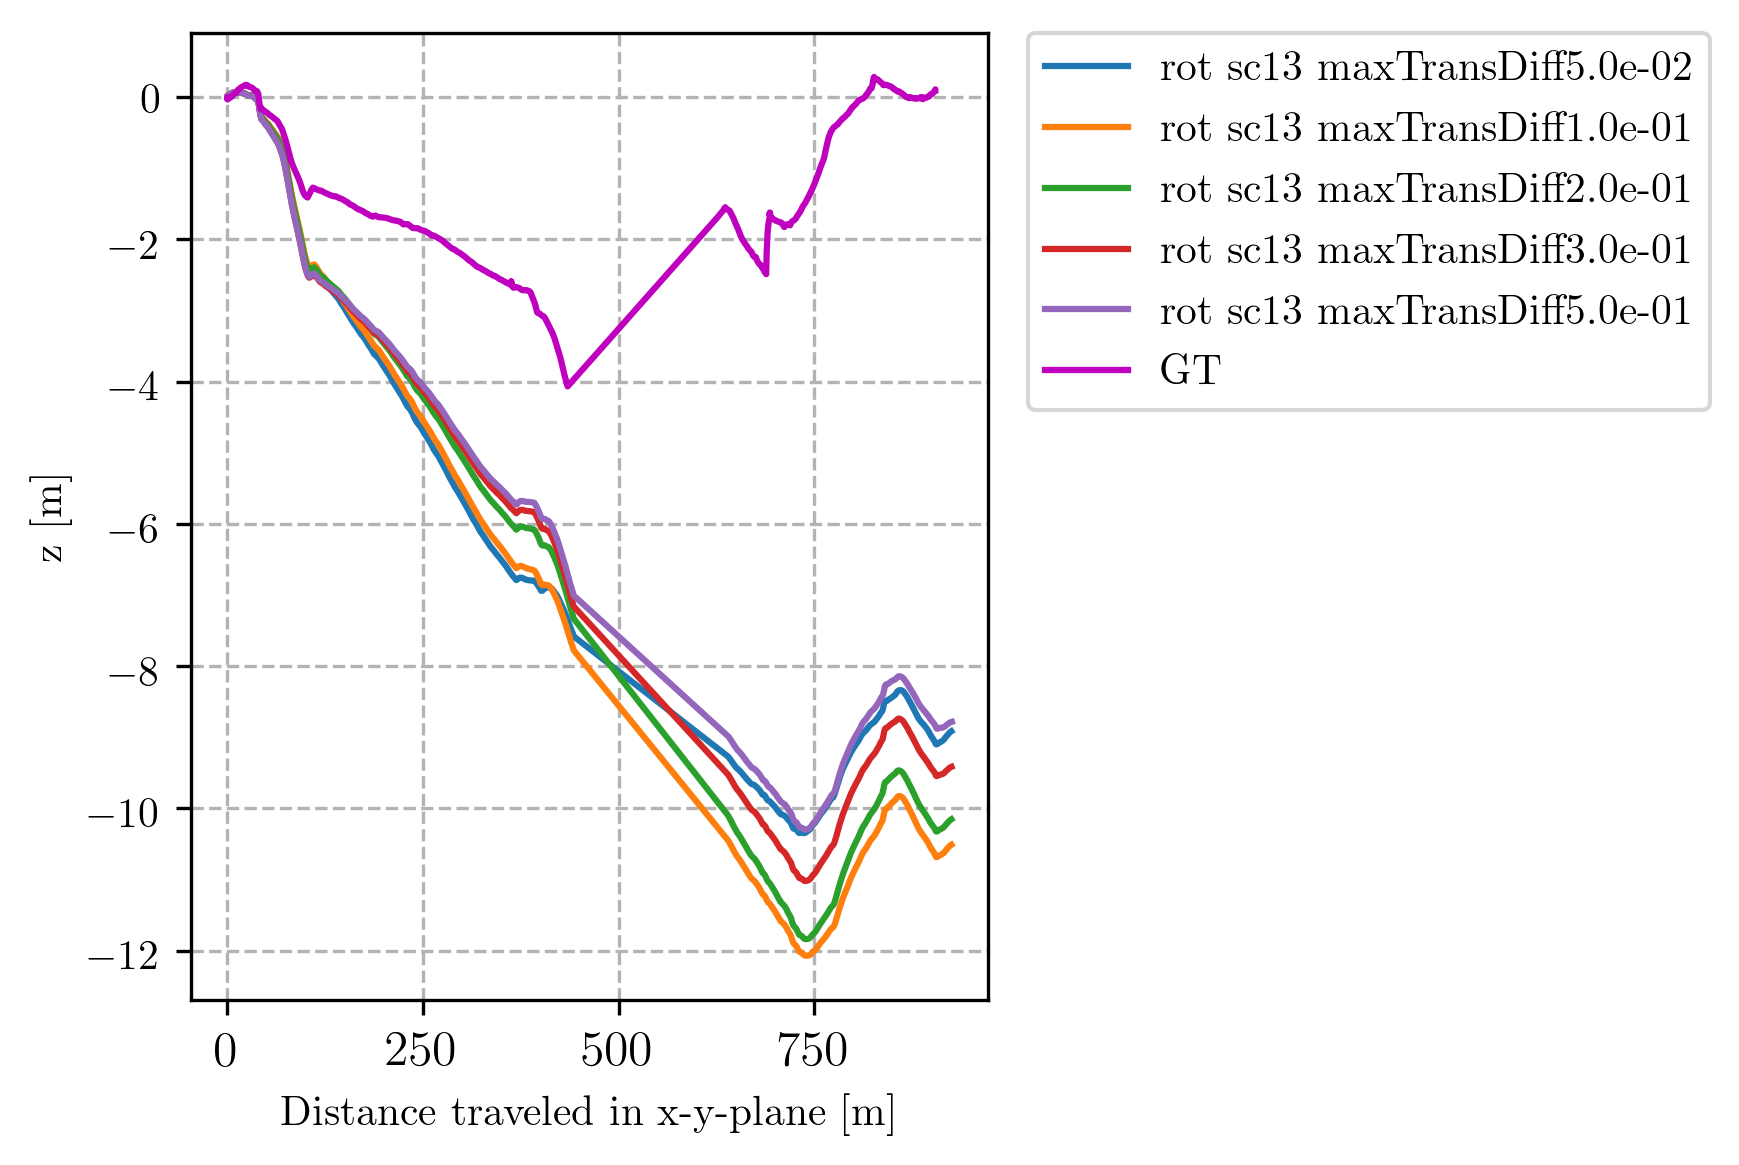 0
−2
−4
−6
−8
−10
−12
z [m]
0 250 500 750
Distance traveled in x-y-plane [m]
rot sc13 maxTransDiff5.0e-02
rot sc13 maxTransDiff1.0e-01
rot sc13 maxTransDiff2.0e-01
rot sc13 maxTransDiff3.0e-01
rot sc13 maxTransDiff5.0e-01
GT